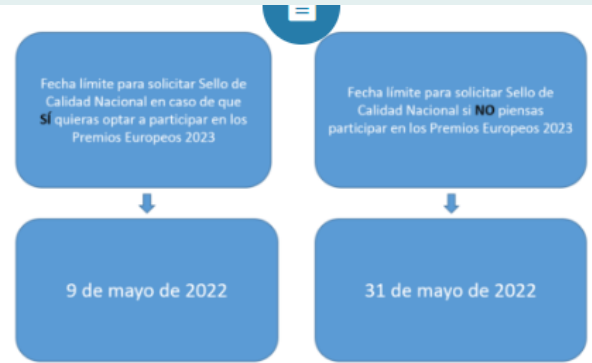 Fecha límite para solicitar Sello de
Calidad Nacional en caso de que
SÍ quieras optar a participar en los
Premios Europeos 2023
Fecha límite para solicitar Sello de
Calidad Nacional si NO piensas
participar en los Premios Europeos 2023
9 de mayo de 2022
31 de mayo de 2022